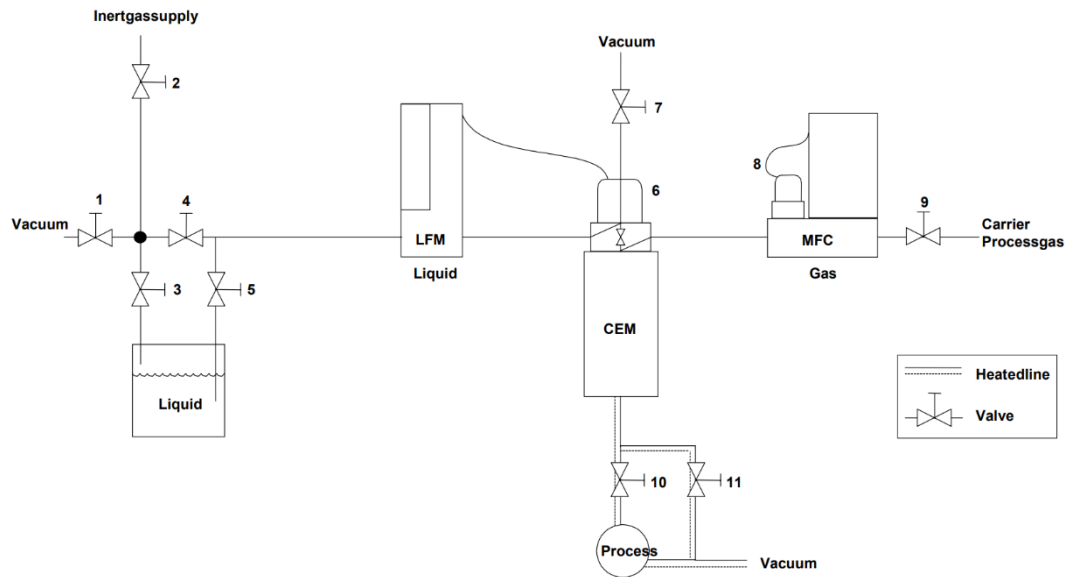 Inertgassupply
2
Vacuum
7
1
4
Vacuum
3
5
LFM
Liquid
6
8
MFC
Gas
9
Carrier
Processgas
CEM
Liquid
Heatedline
Valve
10
11
Process
Vacuum